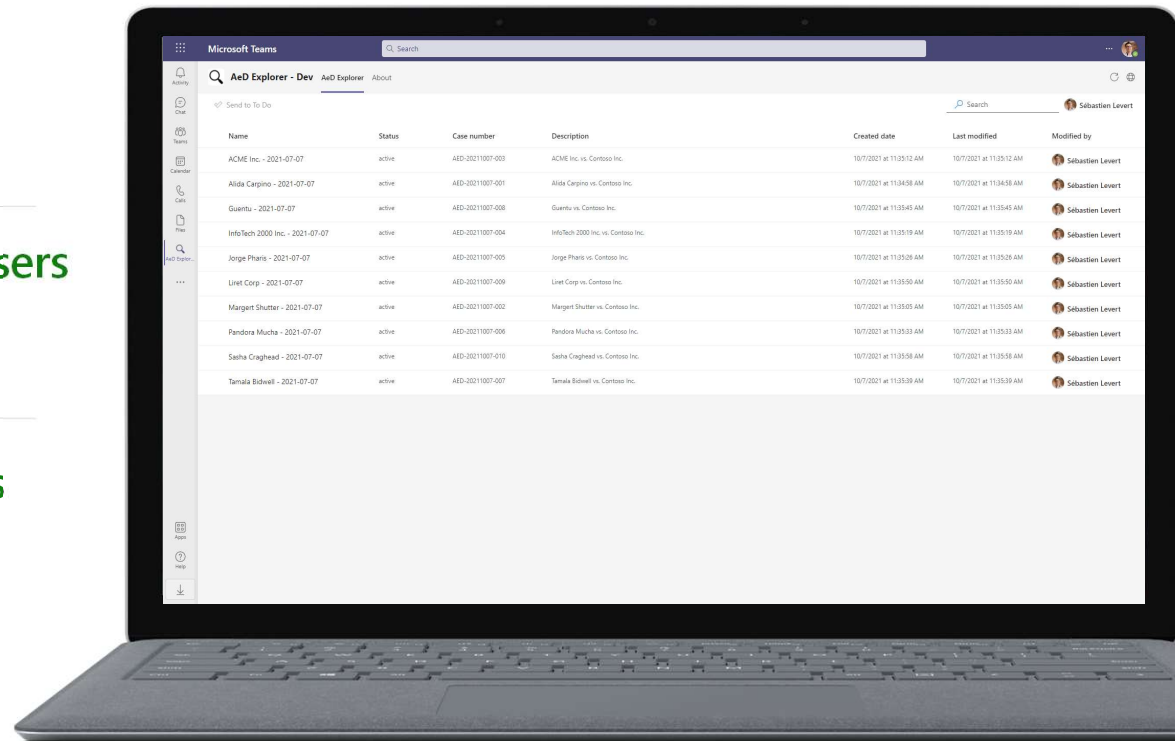 sers
s
Microsoft Teams
Search
Activity
Chat
Teams
Calendar
Calls
Files
AeD Explor...
Apps
Help
AeD Explorer - Dev AeD Explorer About
Send to To Do Search Sébastien Levert
Name Status Case number Description Created date Last modified Modified by
ACME Inc. - 2021-07-07 active AED-20211007-003 ACME Inc. vs. Contoso Inc. 10/7/2021 at 11:35:12 AM 10/7/2021 at 11:35:12 AM Sébastien Levert
Alida Carpino - 2021-07-07 active AED-20211007-001 Alida Carpino vs. Contoso Inc. 10/7/2021 at 11:34:58 AM 10/7/2021 at 11:34:58 AM Sébastien Levert
Guentu - 2021-07-07 active AED-20211007-008 Guentu vs. Contoso Inc. 10/7/2021 at 11:35:45 AM 10/7/2021 at 11:35:45 AM Sébastien Levert
InfoTech 2000 Inc. - 2021-07-07 active AED-20211007-004 InfoTech 2000 Inc. vs. Contoso Inc. 10/7/2021 at 11:35:19 AM 10/7/2021 at 11:35:19 AM Sébastien Levert
Jorge Pharis - 2021-07-07 active AED-20211007-005 Jorge Pharis vs. Contoso Inc. 10/7/2021 at 11:35:26 AM 10/7/2021 at 11:35:26 AM Sébastien Levert
Liret Corp - 2021-07-07 active AED-20211007-009 Liret Corp vs. Contoso Inc. 10/7/2021 at 11:35:50 AM 10/7/2021 at 11:35:50 AM Sébastien Levert
Margert Shutter - 2021-07-07 active AED-20211007-002 Margert Shutter vs. Contoso Inc. 10/7/2021 at 11:35:05 AM 10/7/2021 at 11:35:05 AM Sébastien Levert
Pandora Mucha - 2021-07-07 active AED-20211007-006 Pandora Mucha vs. Contoso Inc. 10/7/2021 at 11:35:33 AM 10/7/2021 at 11:35:33 AM Sébastien Levert
Sasha Craghead - 2021-07-07 active AED-20211007-010 Sasha Craghead vs. Contoso Inc. 10/7/2021 at 11:35:58 AM 10/7/2021 at 11:35:58 AM Sébastien Levert
Tamala Bidwell - 2021-07-07 active AED-20211007-007 Tamala Bidwell vs. Contoso Inc. 10/7/2021 at 11:35:39 AM 10/7/2021 at 11:35:39 AM Sébastien Levert